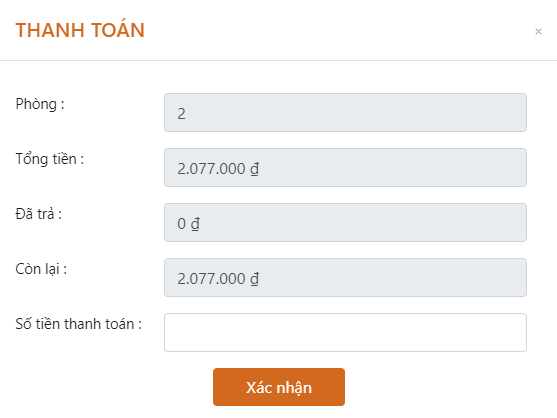 THANH TOÁN
×
Phòng : 2
Tổng tiền : 2.077.000 ₫
Đã trả : 0 ₫
Còn lại : 2.077.000 ₫
Số tiền thanh toán :
Xác nhận